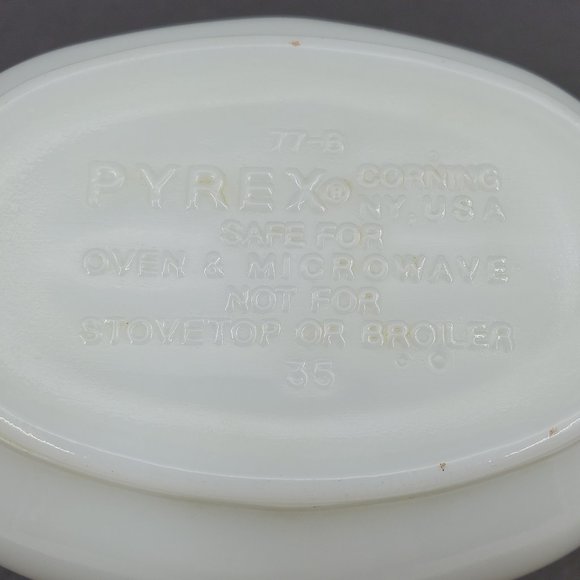 77-B
PYREX® CORNING
NY, USA
SAFE FOR
OVEN & MICROWAVE
NOT FOR
STOVETOP OR BROILER
35